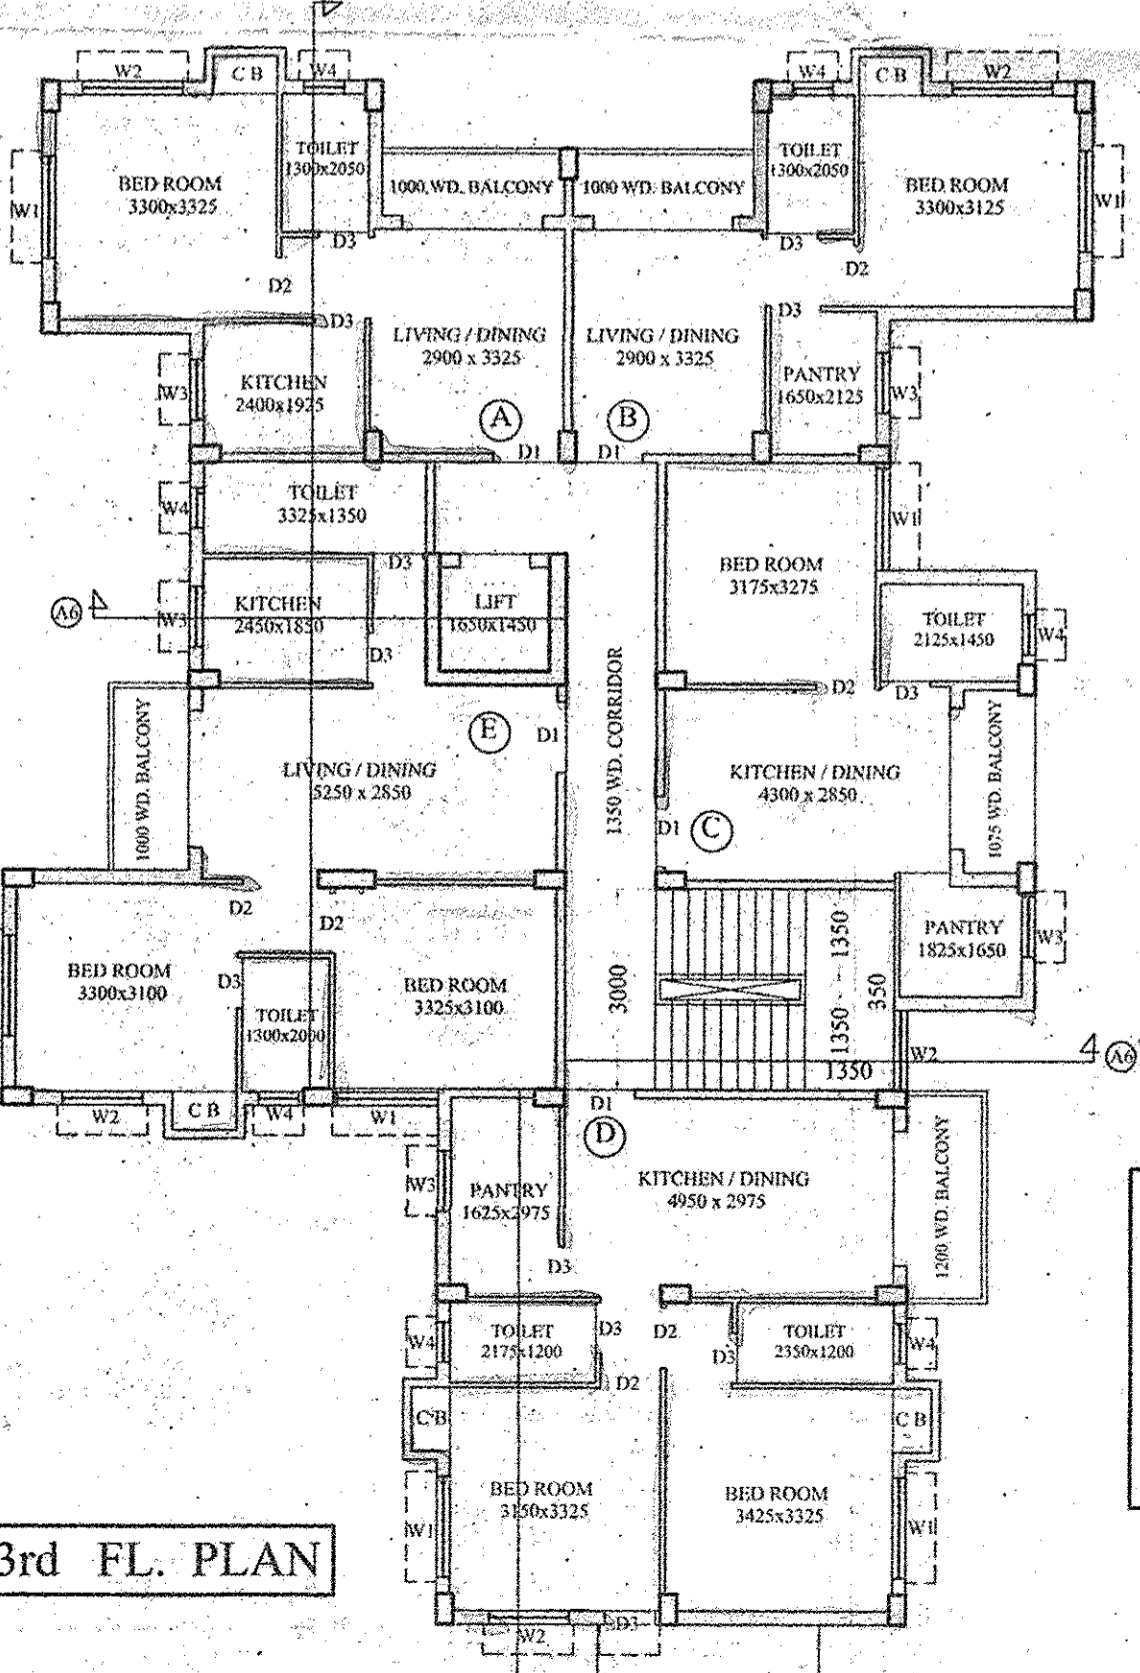 W2
C B
W4
W4
C B
W2
TOILET
1300x2050
TOILET
1300x2050
BED ROOM
3300x3325
1000 WD. BALCONY
1000 WD. BALCONY
BED ROOM
3300x3125
W1
W1
D3
D3
D2
D2
D3
D3
LIVING / DINING
2900 x 3325
LIVING / DINING
2900 x 3325
W3
KITCHEN
2400x1925
PANTRY
1650x2125
W3
A
B
D1
D1
TOILET
3325x1350
W4
W1
D3
BED ROOM
3175x3275
KITCHEN
2450x1850
LIFT
1650x1450
TOILET
2125x1450
A6
W3
W4
D3
D2
D3
1000 WD. BALCONY
E
D1
1350 WD. CORRIDOR
LIVING / DINING
5250 x 2850
KITCHEN / DINING
4300 x 2850
1075 WD. BALCONY
D1
C
D2
D2
PANTRY
1825x1650
W3
BED ROOM
3300x3100
D3
BED ROOM
3325x3100
3000
1350
350
TOILET
1300x2000
1350
1350
W2
4
A6
W2
C B
W4
W1
D1
D
W3
PANTRY
1625x2975
KITCHEN / DINING
4950 x 2975
1200 WD. BALCONY
D3
W4
TOILET
2175x1200
D3
D2
D3
TOILET
2350x1200
W4
D2
C B
C B
BED ROOM
3150x3325
BED ROOM
3425x3325
W1
W1
3rd FL. PLAN
W2
D3